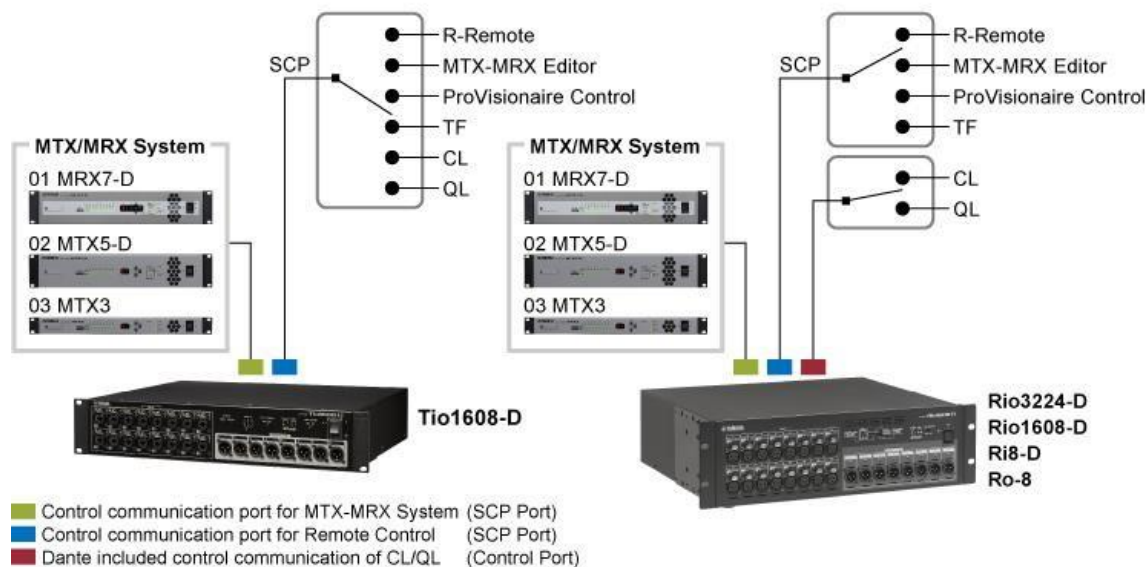 SCP
R-Remote
MTX-MRX Editor
ProVisionaire Control
TF
CL
QL
MTX/MRX System
01 MRX7-D
02 MTX5-D
03 MTX3
Tio1608-D
SCP
R-Remote
MTX-MRX Editor
ProVisionaire Control
TF
CL
QL
MTX/MRX System
01 MRX7-D
02 MTX5-D
03 MTX3
Rio3224-D
Rio1608-D
Ri8-D
Ro-8
Control communication port for MTX-MRX System (SCP Port)
Control communication port for Remote Control (SCP Port)
Dante included control communication of CL/QL (Control Port)